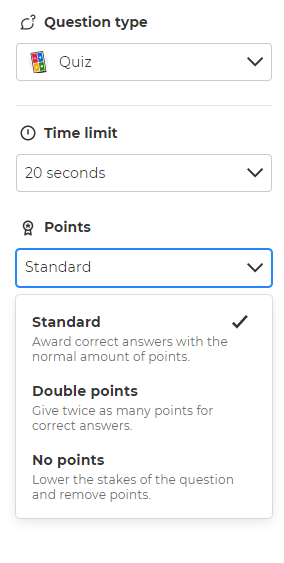 Question type
Quiz
Time limit
20 seconds
Points
Standard
Standard
Award correct answers with the
normal amount of points.
Double points
Give twice as many points for
correct answers.
No points
Lower the stakes of the question
and remove points.